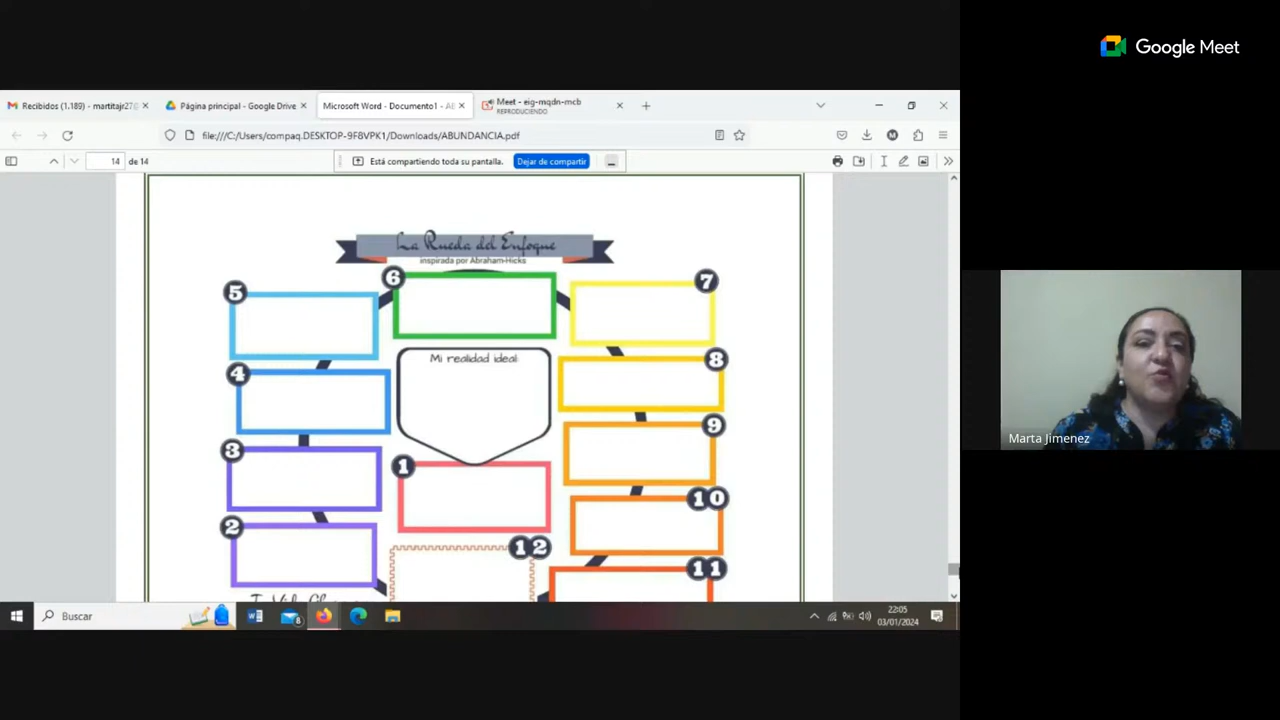 Google Meet
Recibidos (1.189) - martitajr27@
Página principal - Google Drive
Microsoft Word - Documento1 - AB
Meet - eig-mqdn-mcb
REPRODUCIENDO
file:///C:/Users/compaq.DESKTOP-9F8VPK1/Downloads/ABUNDANCIA.pdf
14 de 14
Está compartiendo toda su pantalla.
Dejar de compartir
La Rueda del Enfoque
inspirada por Abraham-Hicks
5
6
7
Mi realidad ideal:
4
8
3
9
1
2
10
12
11
Marta Jimenez
Buscar
8
22:05
03/01/2024